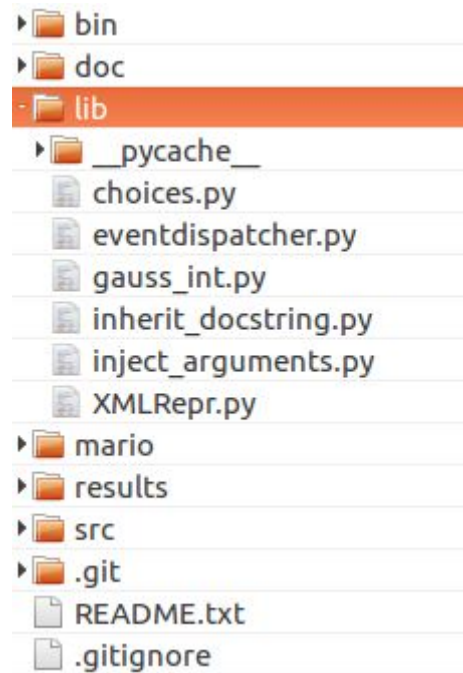 bin
doc
lib
__pycache__
choices.py
eventdispatcher.py
gauss_int.py
inherit_docstring.py
inject_arguments.py
XMLRepr.py
mario
results
src
.git
README.txt
.gitignore